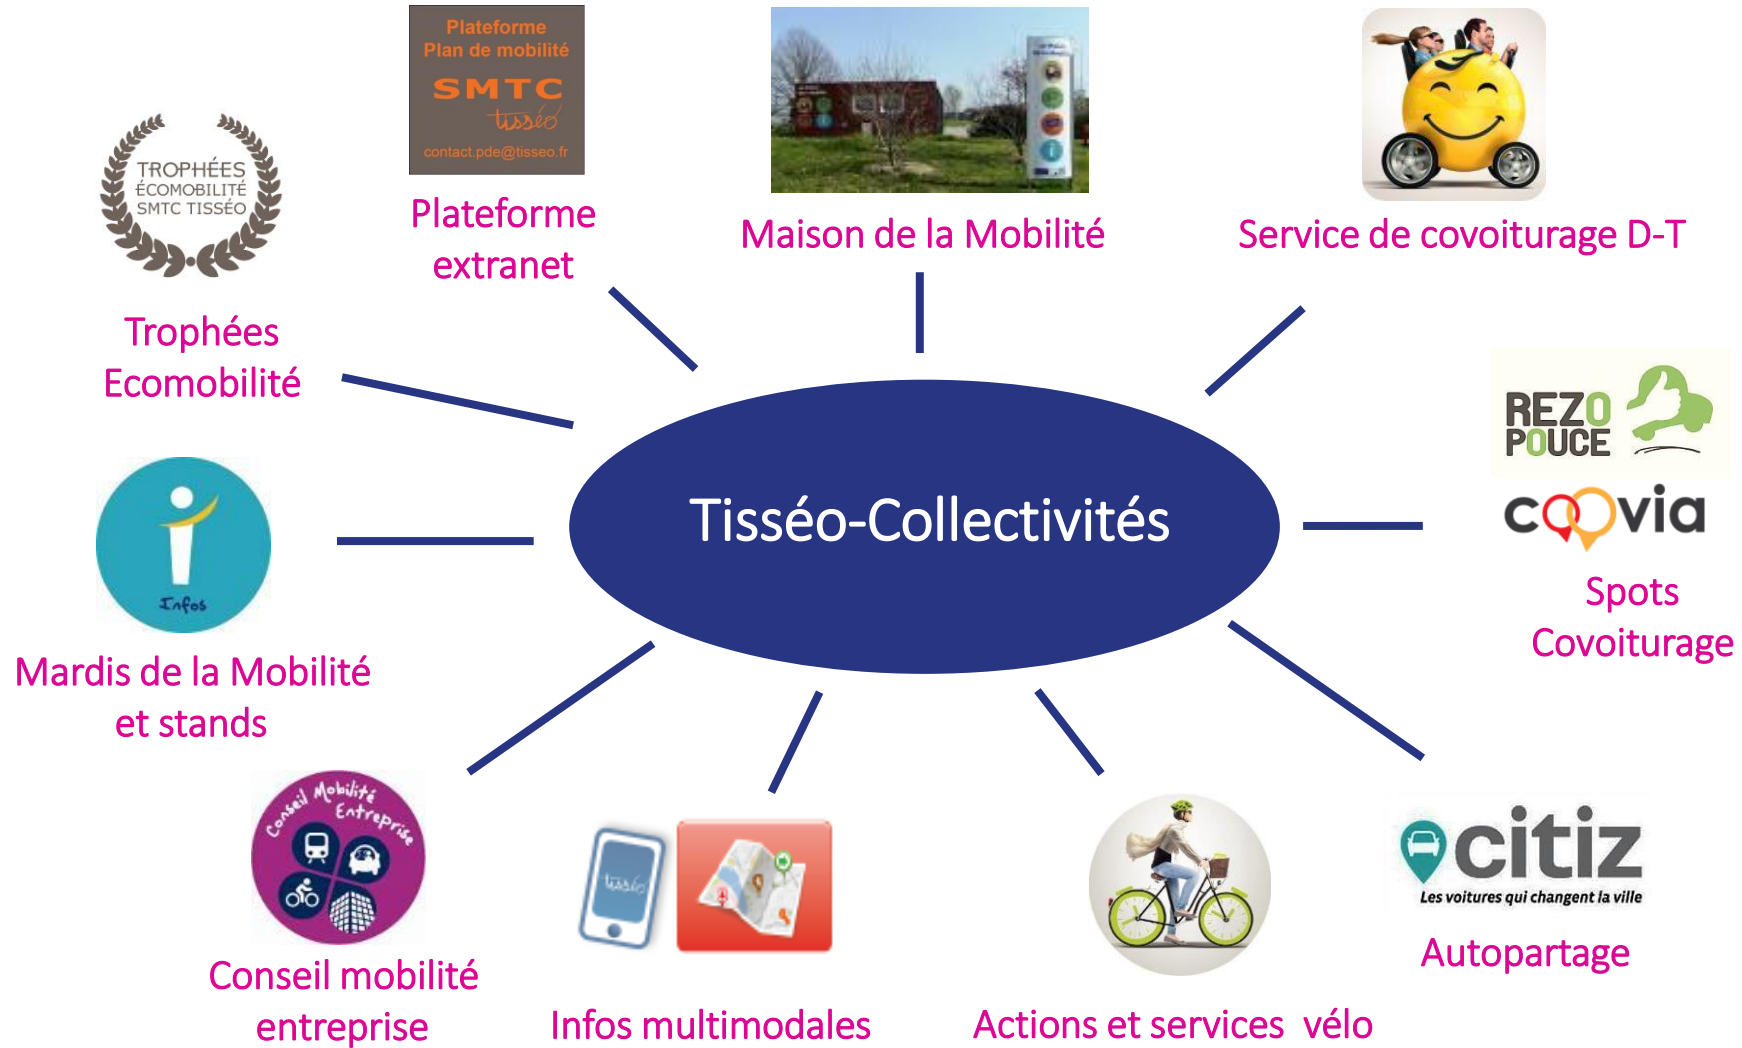 Plateforme
Plan de mobilité
SMTC
tisséo
contact.pde@tisseo.fr
Plateforme
extranet
Maison de la Mobilité
Service de covoiturage D-T
TROPHÉES
ÉCOMOBILITÉ
SMTC TISSÉO
Trophées
Ecomobilité
REZO
POUCE
coovia
Spots
Covoiturage
Tisséo-Collectivités
Infos
Mardis de la Mobilité
et stands
Conseil Mobilité
Entreprise
Conseil mobilité
entreprise
tisséo
Infos multimodales
Actions et services vélo
citiz
Les voitures qui changent la ville
Autopartage